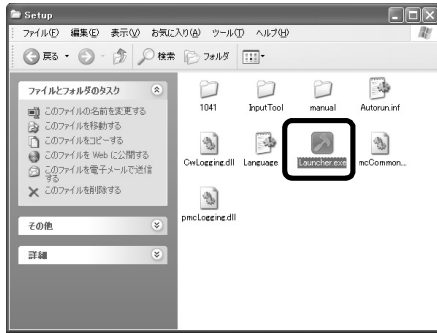 Setup
ファイル(F) 編集(E) 表示(V) お気に入り(A) ツール(T) ヘルプ(H)
戻る 検索 フォルダ
ファイルとフォルダのタスク
このファイルの名前を変更する
このファイルを移動する
このファイルをコピーする
このファイルを Web に公開する
このファイルを電子メールで送信
する
このファイルを削除する
その他
詳細
1041 InputTool manual Autorun.inf
CwLogging.dll Language Launcher.exe mcCommon...
pmcLogging.dll